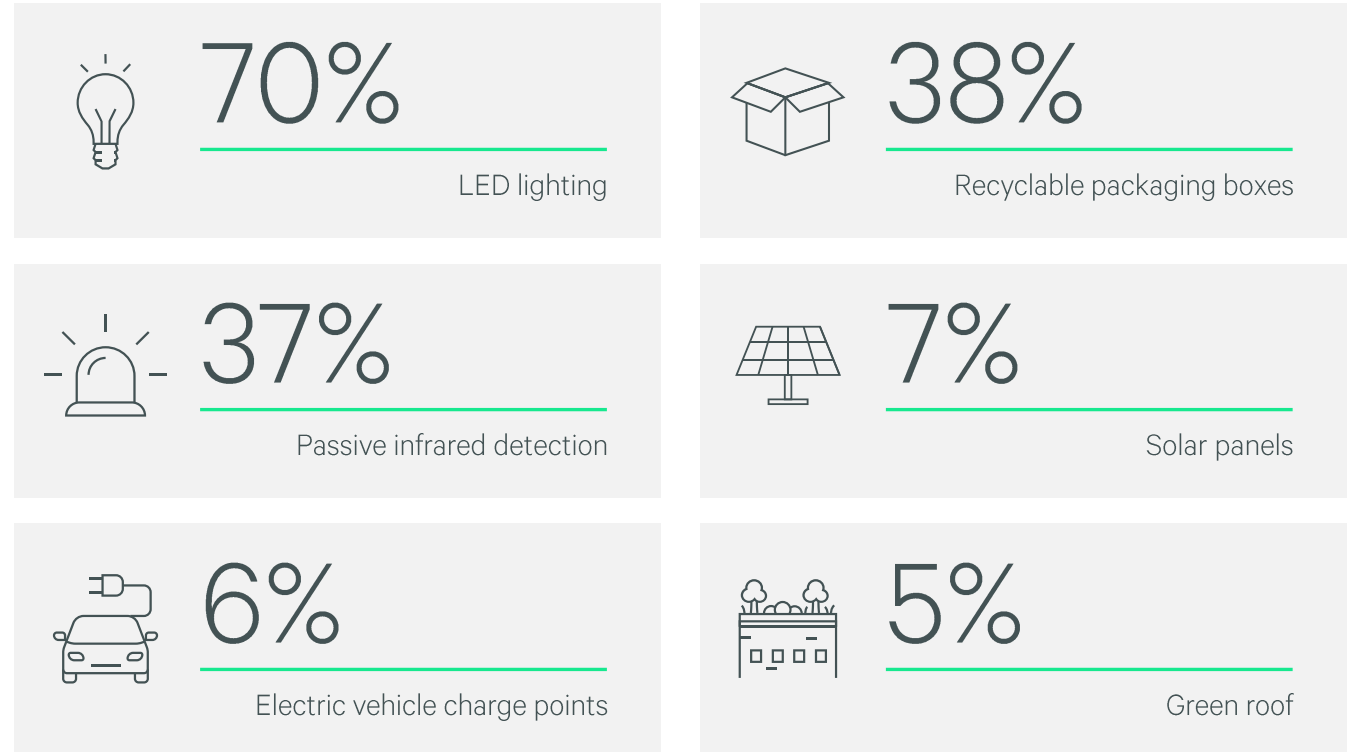 70%
LED lighting
38%
Recyclable packaging boxes
37%
Passive infrared detection
7%
Solar panels
6%
Electric vehicle charge points
5%
Green roof